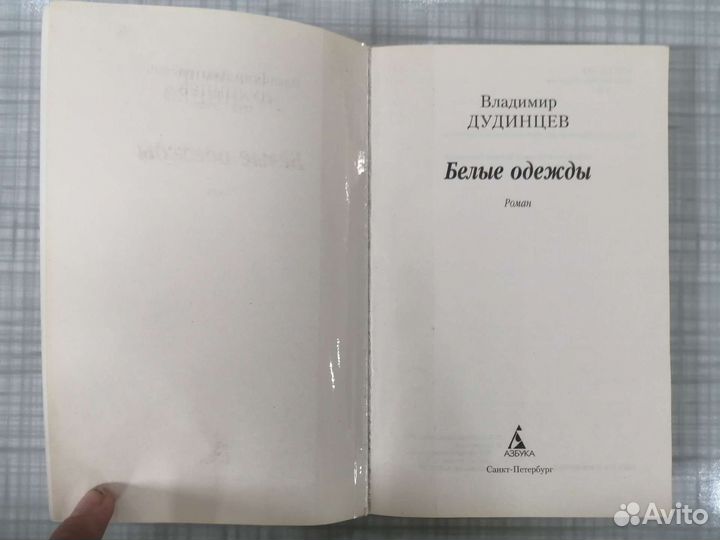 Владимир
ДУДИНЦЕВ
Белые одежды
Роман
АЗБУКА
Санкт-Петербург
Avito